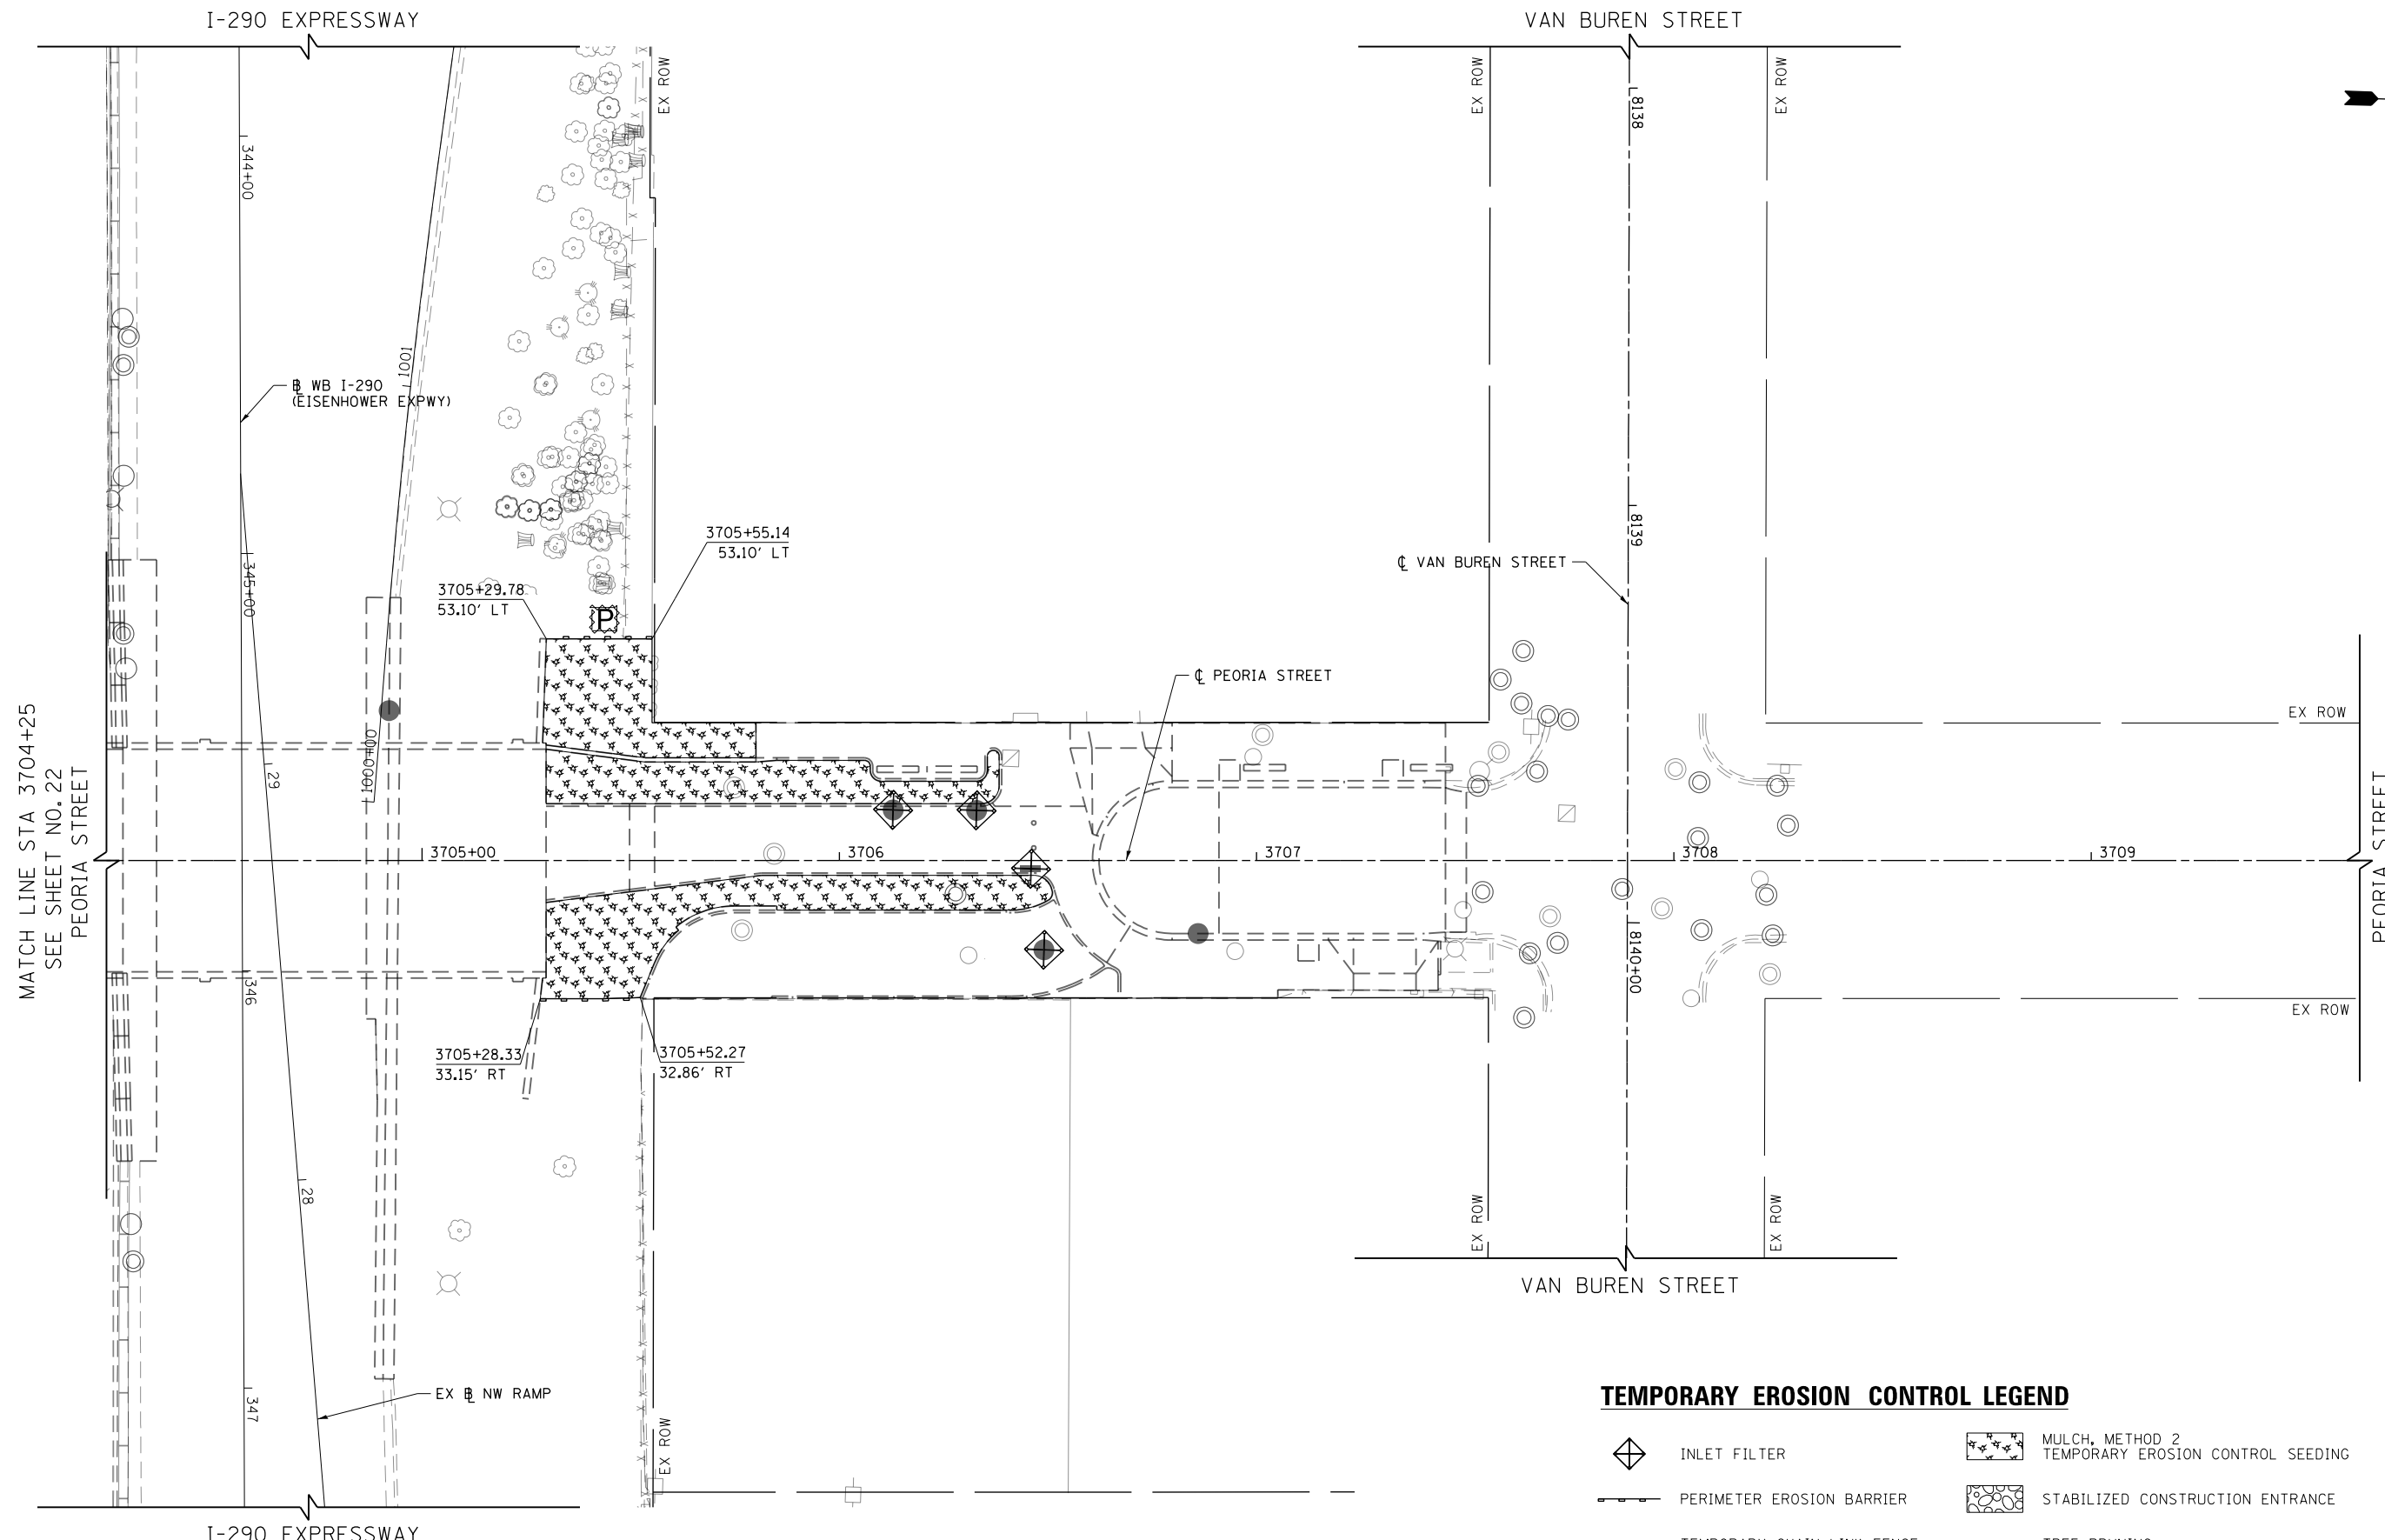 I-290 EXPRESSWAY
VAN BUREN STREET
EX ROW
EX ROW
EX ROW
8138
344+00
1001
℄ WB I-290
(EISENHOWER EXPWY)
8139
3705+55.14
53.10' LT
℄ VAN BUREN STREET
345+00
3705+29.78
53.10' LT
P
℄ PEORIA STREET
EX ROW
MATCH LINE STA 3704+25
SEE SHEET NO. 22
PEORIA STREET
1000+00
29
3705+00
3706
3707
3708
3709
PEORIA STREET
346
8140+00
EX ROW
3705+28.33
33.15' RT
3705+52.27
32.86' RT
28
EX ROW
EX ROW
VAN BUREN STREET
EX ℄ NW RAMP
347
EX ROW
I-290 EXPRESSWAY
TEMPORARY EROSION CONTROL LEGEND
INLET FILTER
MULCH, METHOD 2
TEMPORARY EROSION CONTROL SEEDING
PERIMETER EROSION BARRIER
STABILIZED CONSTRUCTION ENTRANCE
TEMPORARY CHAIN LINK FENCE
TREE PRUNING